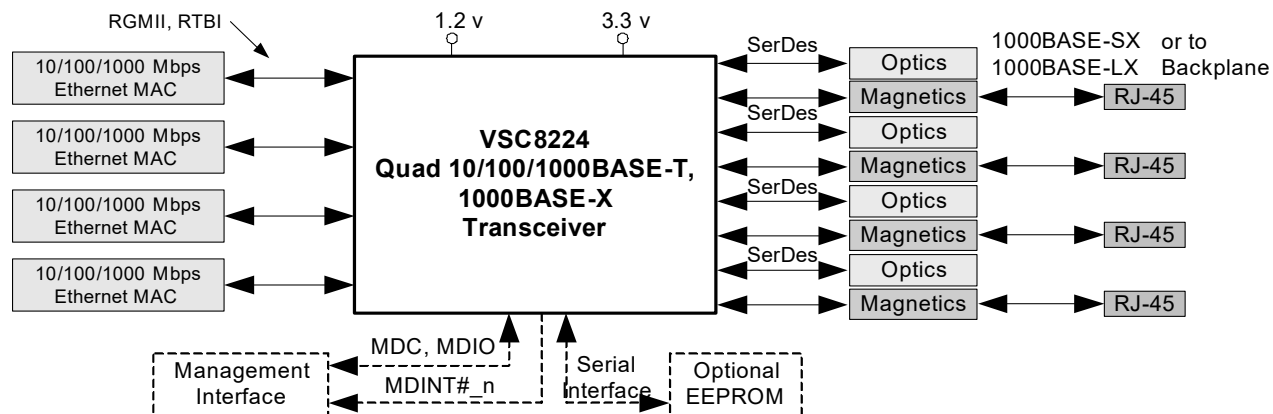 RGMII, RTBI
1.2 v
3.3 v
10/100/1000 Mbps
Ethernet MAC
10/100/1000 Mbps
Ethernet MAC
10/100/1000 Mbps
Ethernet MAC
10/100/1000 Mbps
Ethernet MAC
VSC8224
Quad 10/100/1000BASE-T,
1000BASE-X
Transceiver
SerDes
Optics
1000BASE-SX or to
1000BASE-LX Backplane
Magnetics
RJ-45
SerDes
Optics
Magnetics
RJ-45
SerDes
Optics
Magnetics
RJ-45
SerDes
Optics
Magnetics
RJ-45
MDC, MDIO
Management
Interface
MDINT#_n
Serial
Interface
Optional
EEPROM